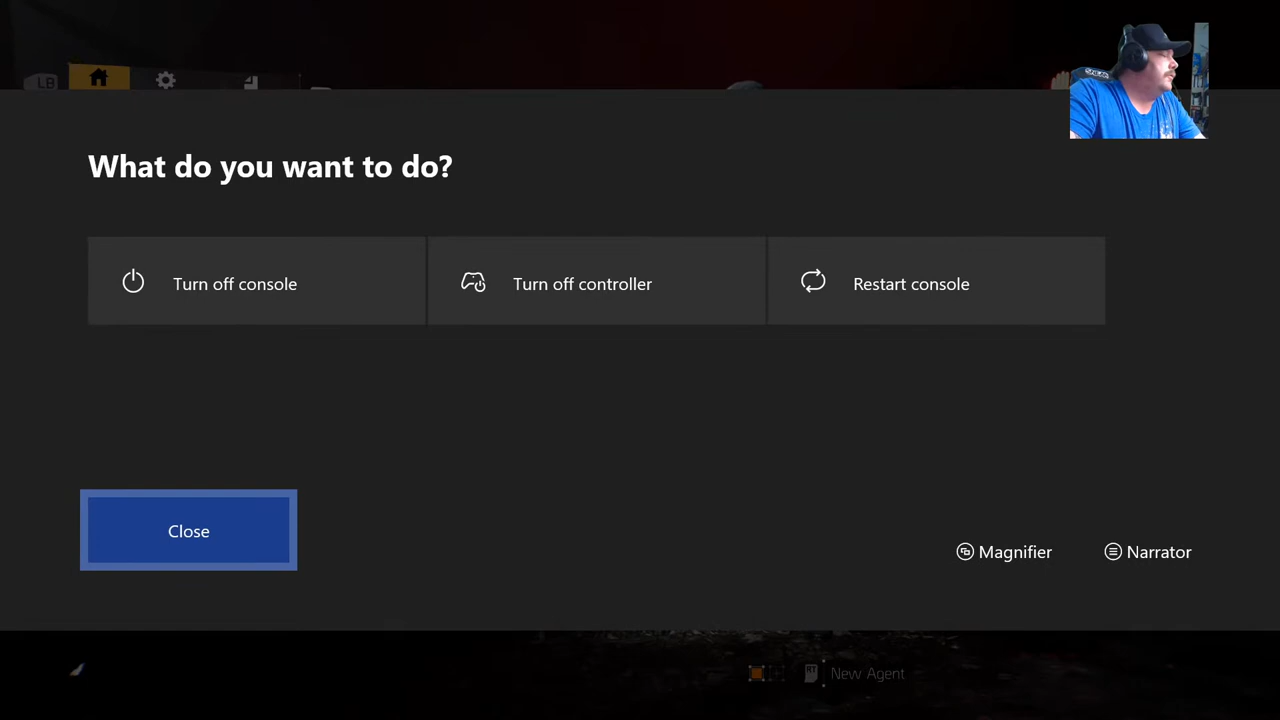 LB
What do you want to do?
Turn off console
Turn off controller
Restart console
Close
Magnifier
Narrator
New Agent